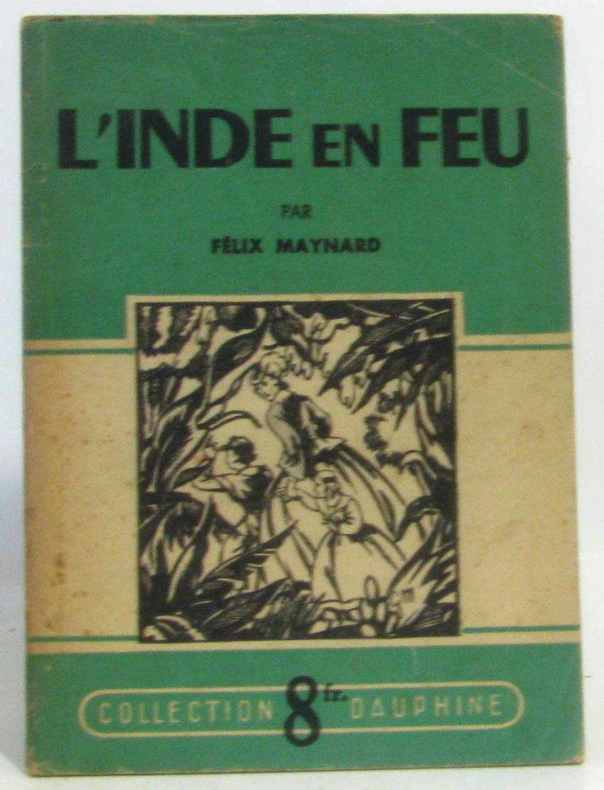 L'INDE EN FEU
PAR
FÉLIX MAYNARD
COLLECTION 8 fr. DAUPHINE